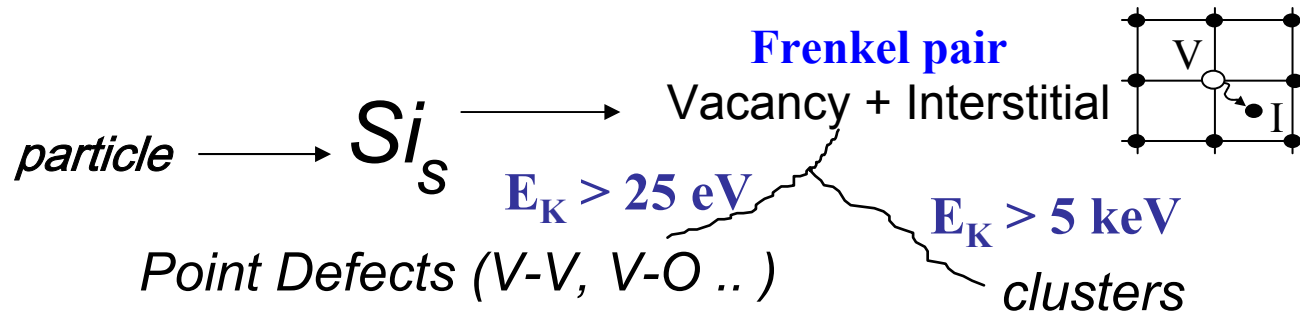 Frenkel pair
V
I
Vacancy + Interstitial
particle
Si_s
E_K > 25 eV
E_K > 5 keV
Point Defects (V-V, V-O .. )
clusters